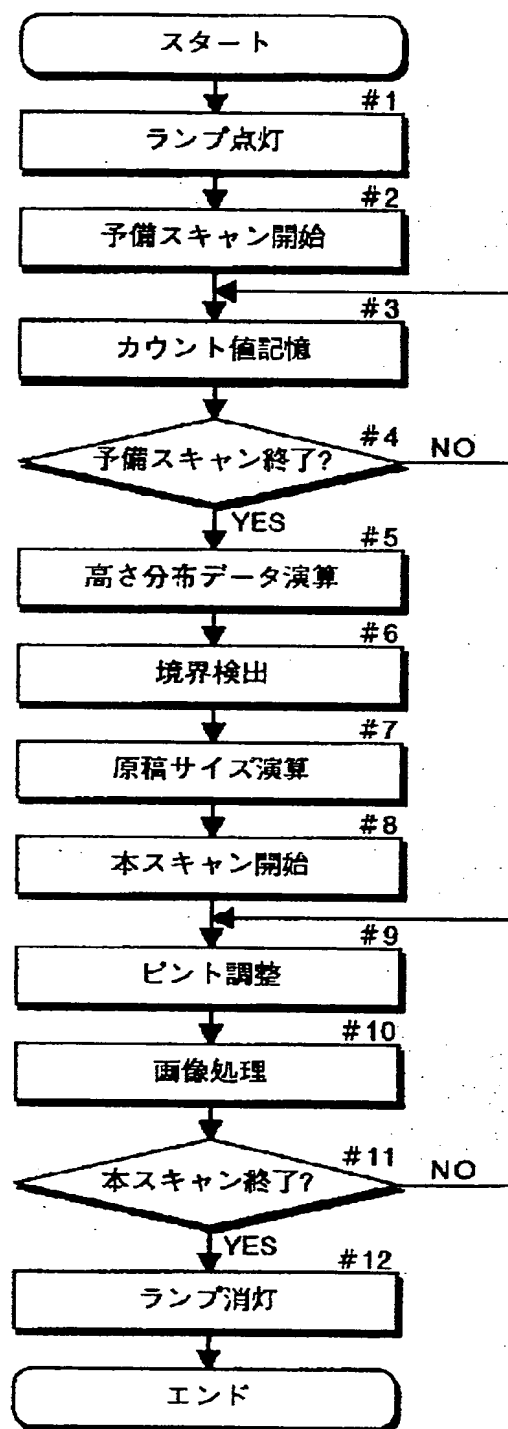 スタート
#1
ランプ点灯
#2
予備スキャン開始
#3
カウント値記憶
#4
予備スキャン終了?
NO
YES
#5
高さ分布データ演算
#6
境界検出
#7
原稿サイズ演算
#8
本スキャン開始
#9
ピント調整
#10
画像処理
#11
本スキャン終了?
NO
YES
#12
ランプ消灯
エンド